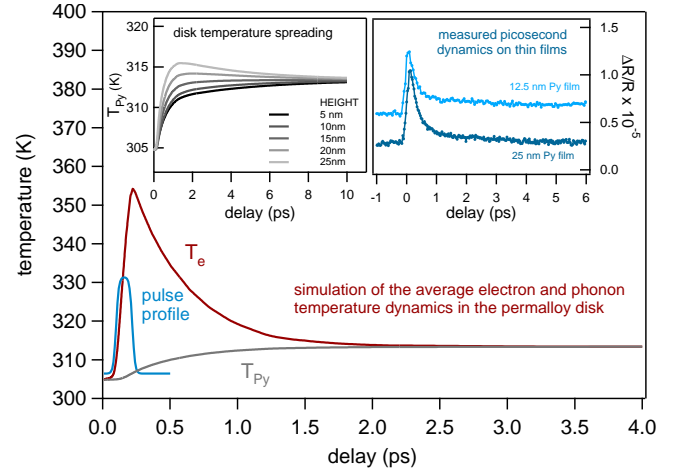 400
390
380
370
360
350
340
330
320
310
300
temperature (K)
0.0
0.5
1.0
1.5
2.0
2.5
3.0
3.5
4.0
delay (ps)
T_e
pulse
profile
T_Py
simulation of the average electron and phonon
temperature dynamics in the permalloy disk
disk temperature spreading
320
314
305
T_Py (K)
HEIGHT
5 nm
10nm
15nm
20nm
25nm
0
2
4
6
8
10
delay (ps)
measured picosecond
dynamics on thin films
12.5 nm Py film
25 nm Py film
1.5
1.0
0.5
0.0
ΔR/R x 10^-5
-1
0
1
2
3
4
5
6
delay (ps)